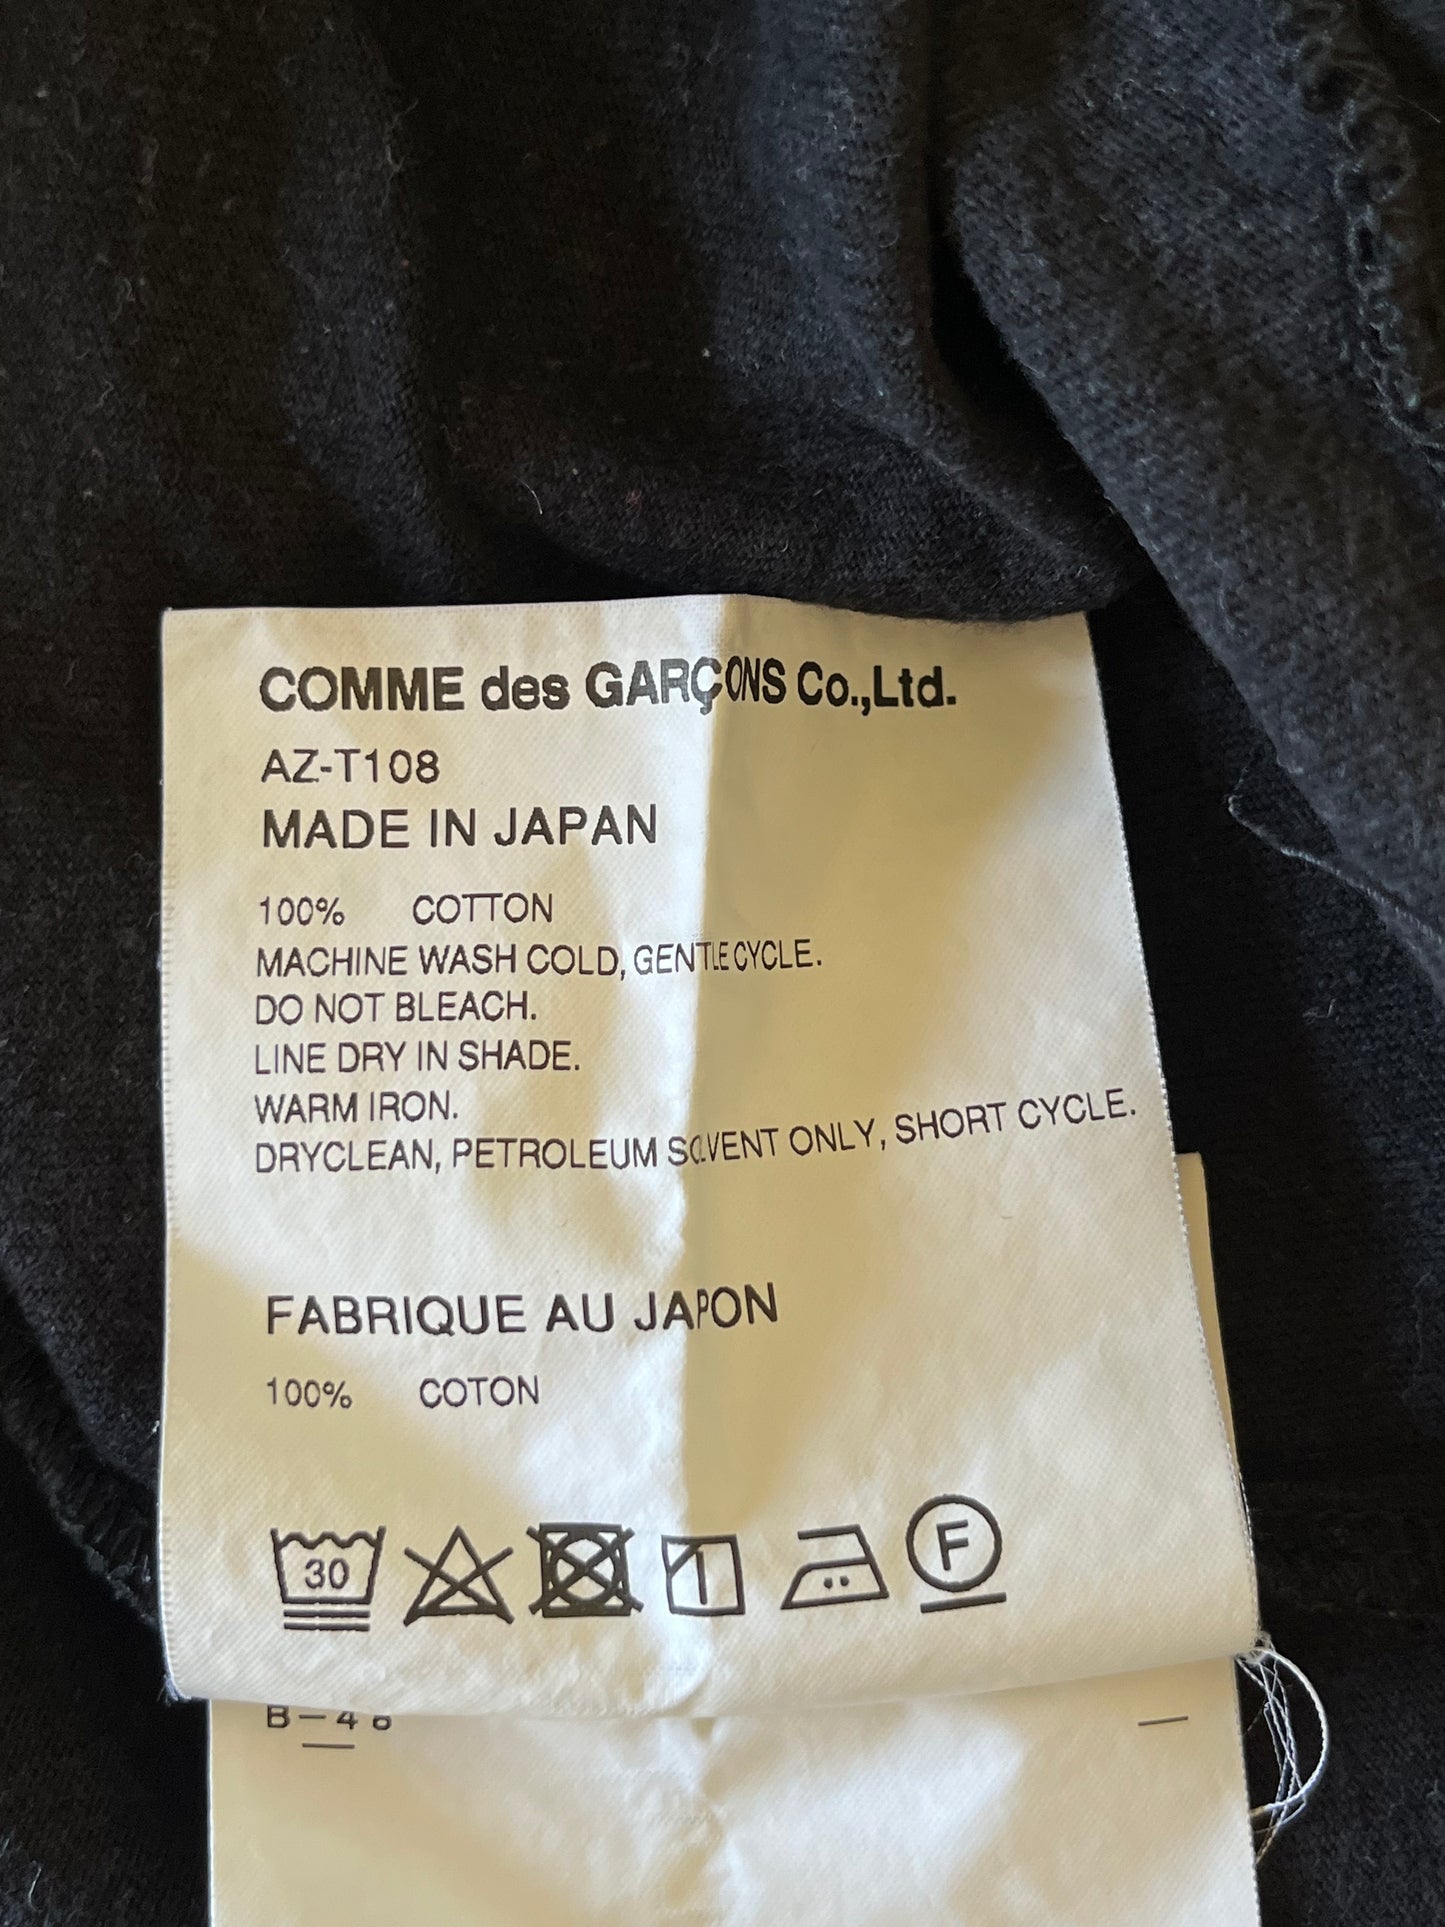 COMME des GARÇONS Co.,Ltd.
AZ-T108
MADE IN JAPAN
100% COTTON
MACHINE WASH COLD, GENTLE CYCLE.
DO NOT BLEACH.
LINE DRY IN SHADE.
WARM IRON.
DRYCLEAN, PETROLEUM SOLVENT ONLY, SHORT CYCLE.
FABRIQUE AU JAPON
100% COTON
30
F